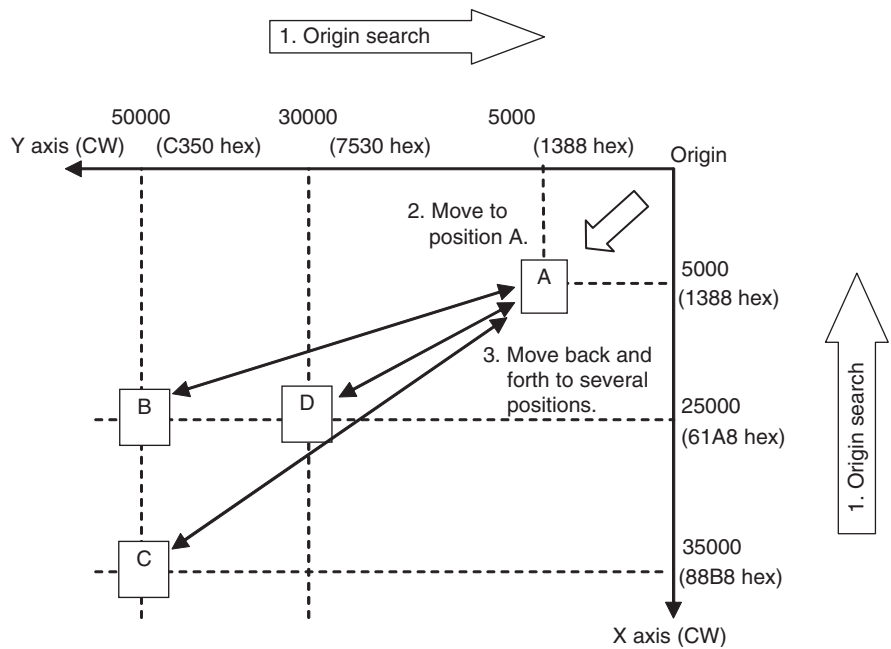 1. Origin search
50000
30000
5000
Y axis (CW)
(C350 hex)
(7530 hex)
(1388 hex)
Origin
2. Move to
position A.
A
5000
(1388 hex)
3. Move back and
forth to several
positions.
B
D
25000
(61A8 hex)
1. Origin search
C
35000
(88B8 hex)
X axis (CW)